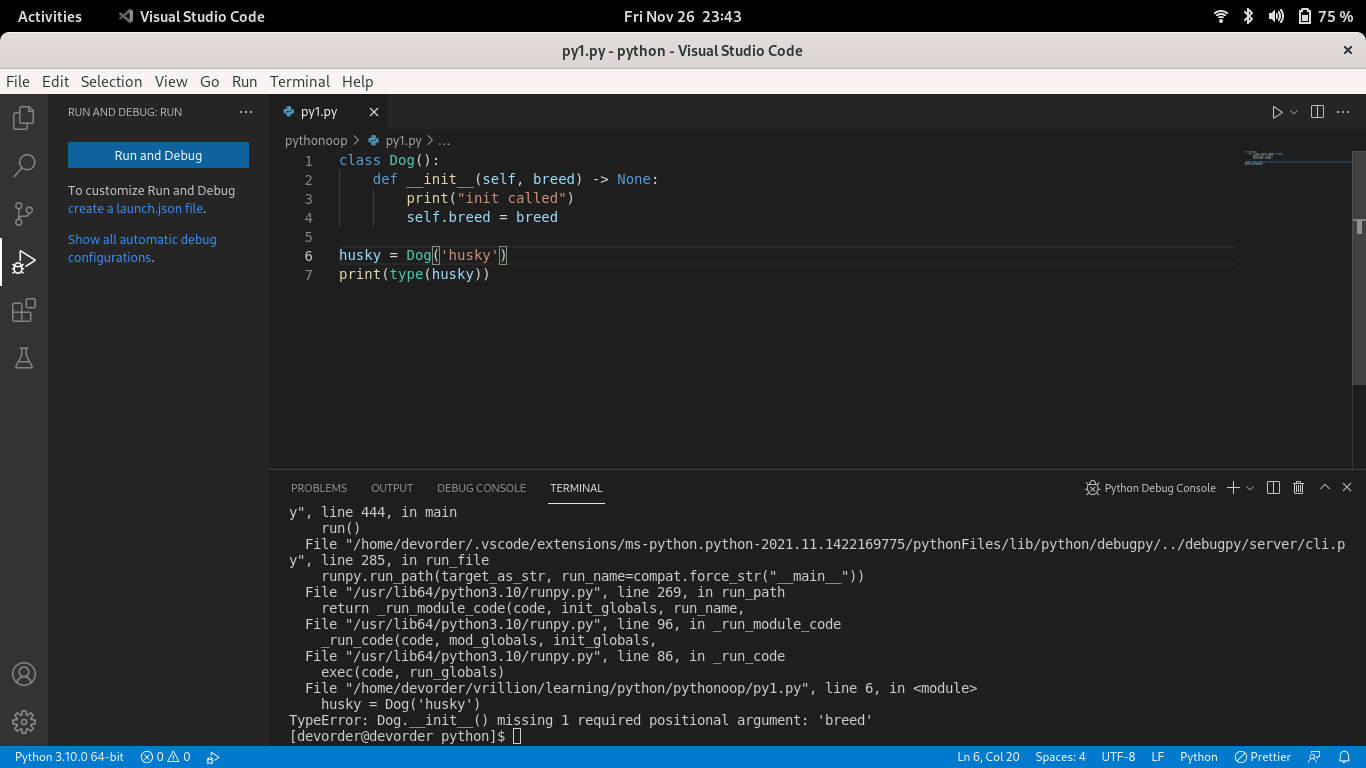 Activities Visual Studio Code Fri Nov 26 23:43 75 %
py1.py - python - Visual Studio Code ×
File Edit Selection View Go Run Terminal Help
RUN AND DEBUG: RUN ···
Run and Debug
To customize Run and Debug
create a launch.json file.
Show all automatic debug
configurations.
py1.py
pythonoop > py1.py > ...
1 class Dog():
2     def __init__(self, breed) -> None:
3         print("init called")
4         self.breed = breed
5
6 husky = Dog('husky')
7 print(type(husky))
PROBLEMS OUTPUT DEBUG CONSOLE TERMINAL Python Debug Console
y", line 444, in main
    run()
  File "/home/devorder/.vscode/extensions/ms-python.python-2021.11.1422169775/pythonFiles/lib/python/debugpy/../debugpy/server/cli.p
y", line 285, in run_file
    runpy.run_path(target_as_str, run_name=compat.force_str("__main__"))
  File "/usr/lib64/python3.10/runpy.py", line 269, in run_path
    return _run_module_code(code, init_globals, run_name,
  File "/usr/lib64/python3.10/runpy.py", line 96, in _run_module_code
    _run_code(code, mod_globals, init_globals,
  File "/usr/lib64/python3.10/runpy.py", line 86, in _run_code
    exec(code, run_globals)
  File "/home/devorder/vrillion/learning/python/pythonoop/py1.py", line 6, in <module>
    husky = Dog('husky')
TypeError: Dog.__init__() missing 1 required positional argument: 'breed'
[devorder@devorder python]$
Python 3.10.0 64-bit 0 0 Ln 6, Col 20 Spaces: 4 UTF-8 LF Python Prettier